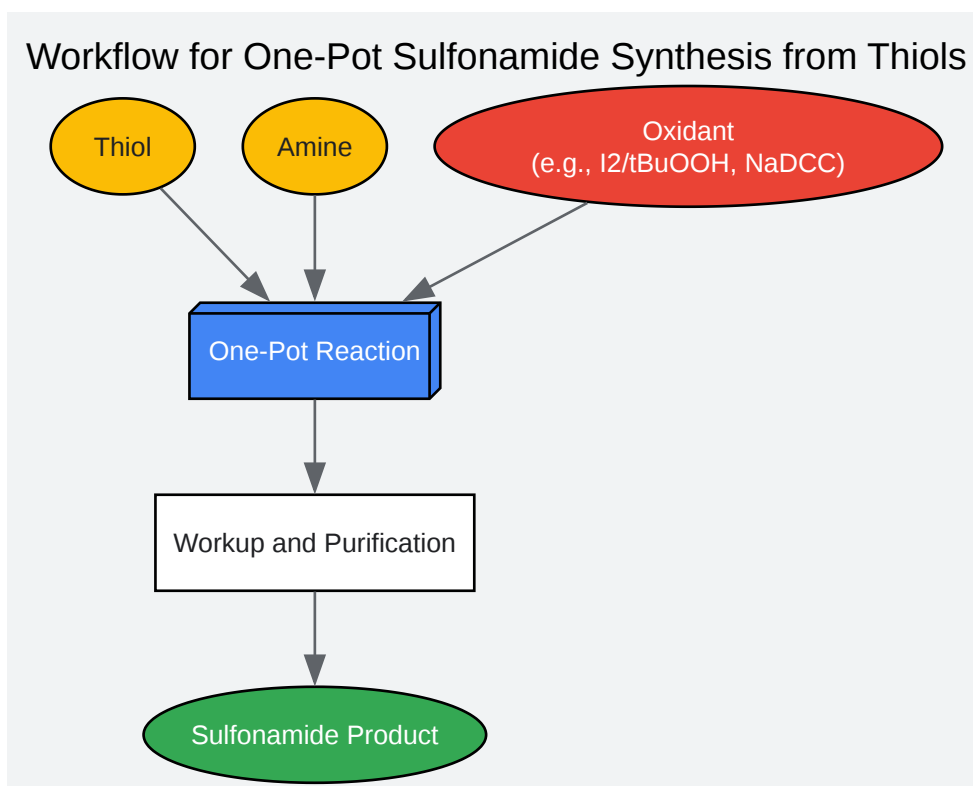 Workflow for One-Pot Sulfonamide Synthesis from Thiols
Thiol
Amine
Oxidant
(e.g., I2/tBuOOH, NaDCC)
One-Pot Reaction
Workup and Purification
Sulfonamide Product